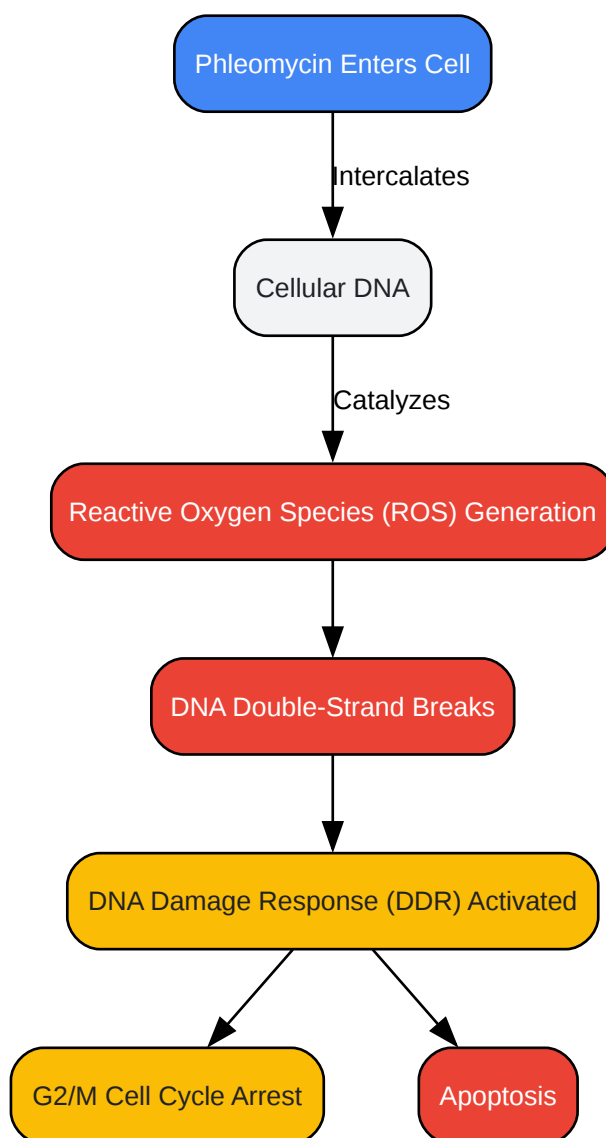 Phleomycin Enters Cell
Intercalates
Cellular DNA
Catalyzes
Reactive Oxygen Species (ROS) Generation
DNA Double-Strand Breaks
DNA Damage Response (DDR) Activated
G2/M Cell Cycle Arrest
Apoptosis